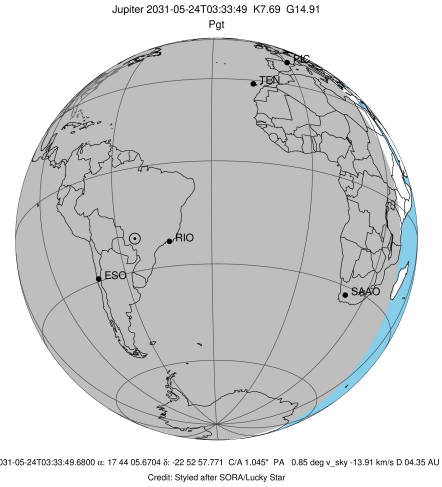 Jupiter 2031-05-24T03:33:49 K7.69 G14.91
Pgt
PIC
TEN
RIO
ESO
SAAO
031-05-24T03:33:49.6800 α: 17 44 05.6704 δ: -22 52 57.771 C/A 1.045" PA 0.85 deg v_sky -13.91 km/s D 04.35 AU
Credit: Styled after SORA/Lucky Star